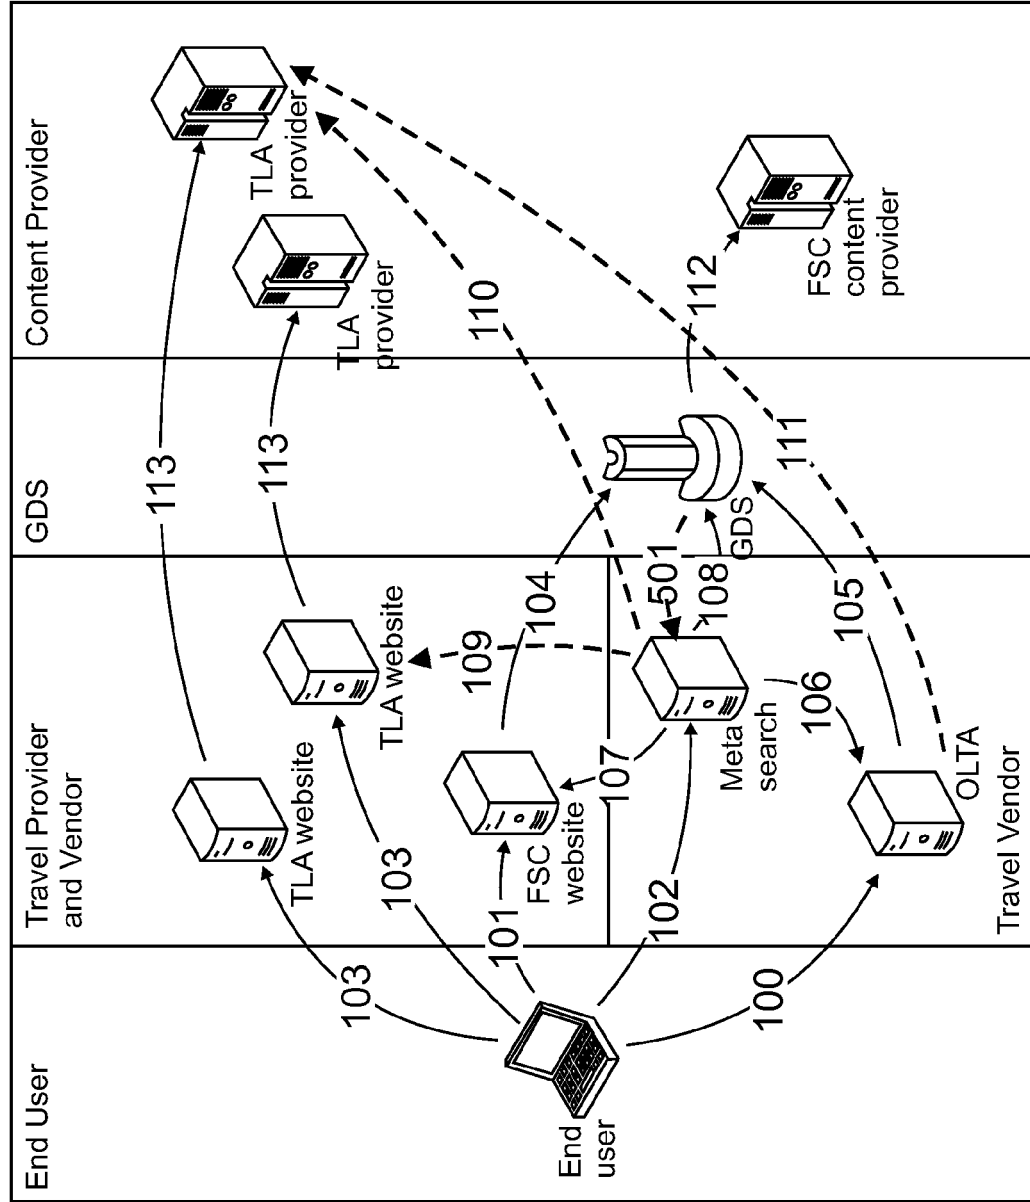 End User
Travel Provider
and Vendor
GDS
Content Provider
Travel Vendor
End
user
TLA website
TLA website
FSC
website
Meta
search
OLTA
GDS
TLA
provider
TLA
provider
FSC
content
provider
103
103
101
102
100
113
113
109
104
107
106
501
108
105
110
111
112